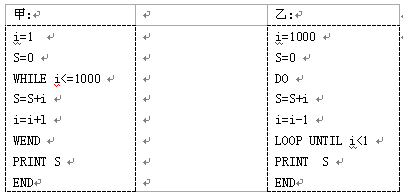 甲: 乙:
i=1 i=1000
S=0 S=0
WHILE i<=1000 DO
S=S+i S=S+i
i=i+1 i=i-1
WEND LOOP UNTIL i<1
PRINT S PRINT S
END END